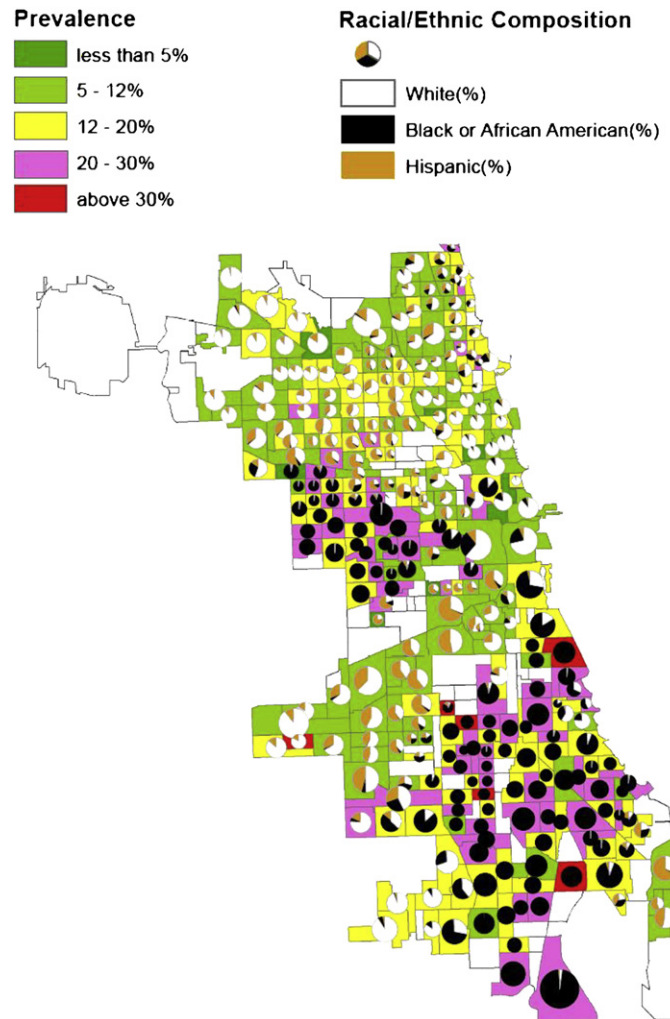 Prevalence
less than 5%
5 - 12%
12 - 20%
20 - 30%
above 30%
Racial/Ethnic Composition
White(%)
Black or African American(%)
Hispanic(%)